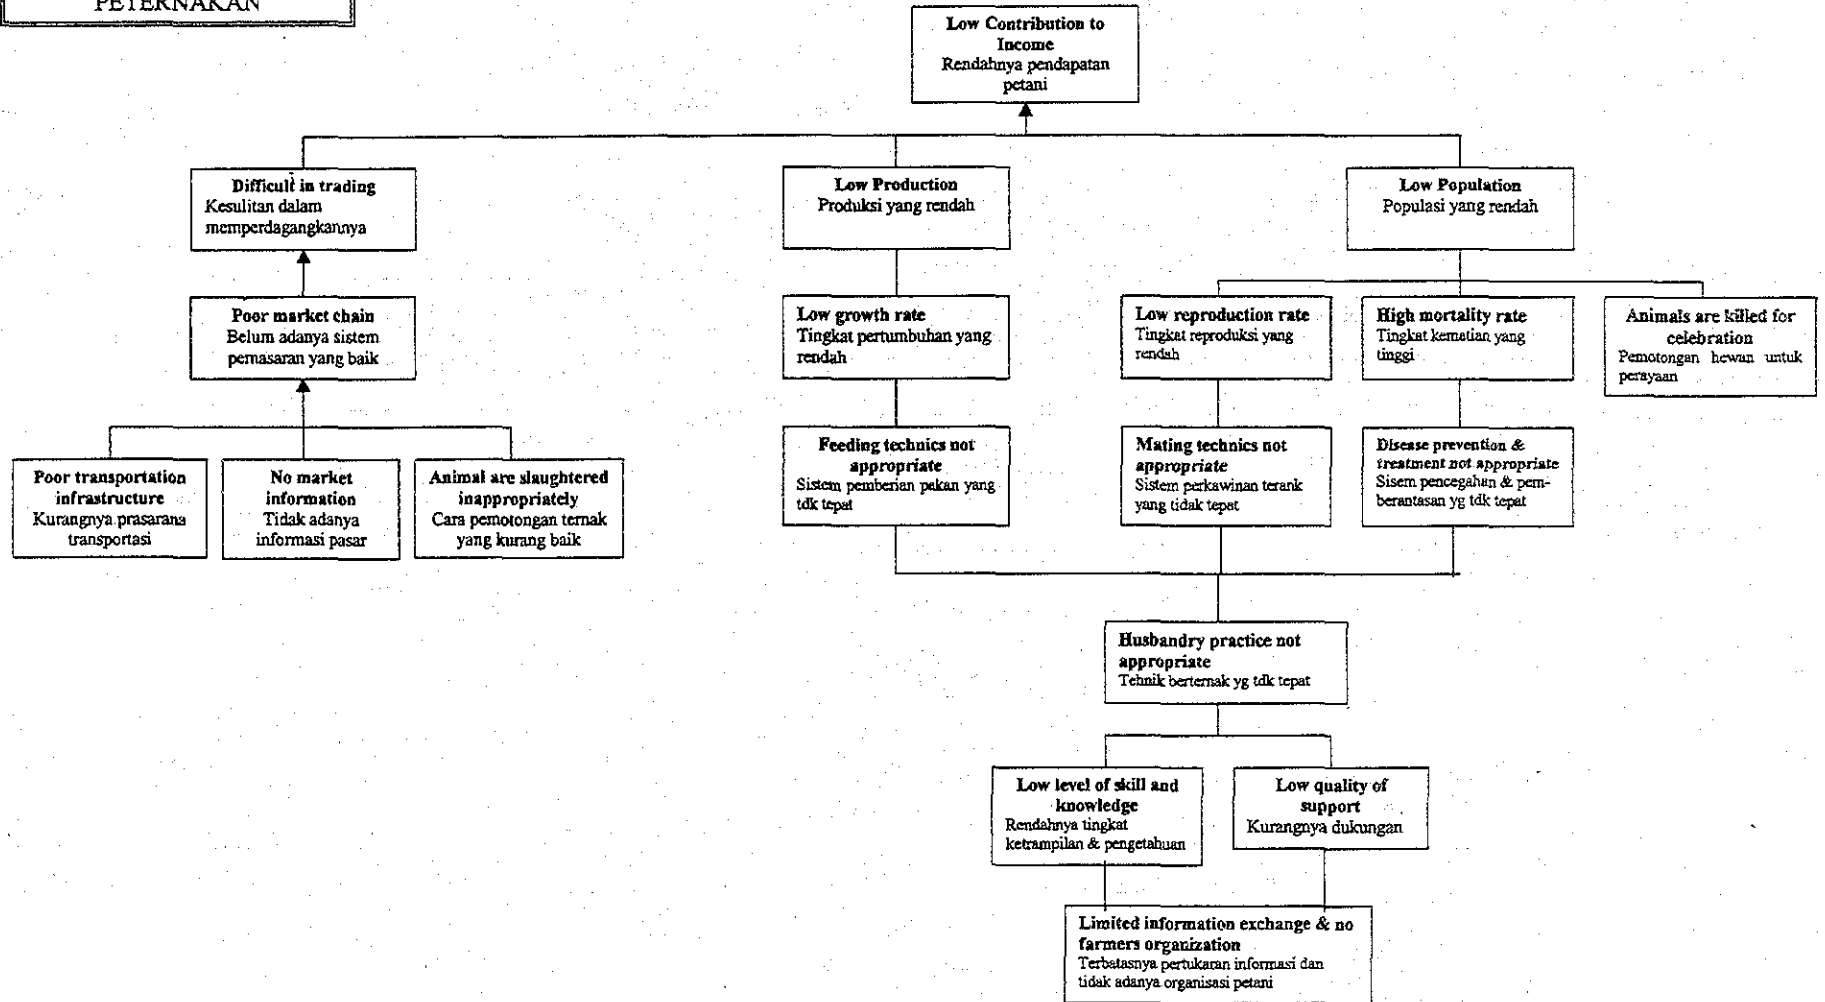 PETERNAKAN
Low Contribution to
Income
Rendahnya pendapatan
petani
Difficult in trading
Kesulitan dalam
memperdagangkannya
Low Production
Produksi yang rendah
Low Population
Populasi yang rendah
Poor market chain
Belum adanya sistem
pemasaran yang baik
Low growth rate
Tingkat pertumbuhan yang
rendah
Low reproduction rate
Tingkat reproduksi yang
rendah
High mortality rate
Tingkat kematian yang
tinggi
Animals are killed for
celebration
Pemotongan hewan untuk
perayaan
Poor transportation
infrastructure
Kurangnya prasarana
transportasi
No market
information
Tidak adanya
informasi pasar
Animal are slaughtered
inappropriately
Cara pemotongan ternak
yang kurang baik
Feeding technics not
appropriate
Sistem pemberian pakan yang
tdk tepat
Mating technics not
appropriate
Sistem perkawinan terank
yang tidak tepat
Disease prevention &
treatment not appropriate
Sisem pencegahan & pem-
berantasan yg tdk tepat
Husbandry practice not
appropriate
Tehnik berternak yg tdk tepat
Low level of skill and
knowledge
Rendahnya tingkat
ketrampilan & pengetahuan
Low quality of
support
Kurangnya dukungan
Limited information exchange & no
farmers organization
Terbatasnya pertukaran informasi dan
tidak adanya organisasi petani